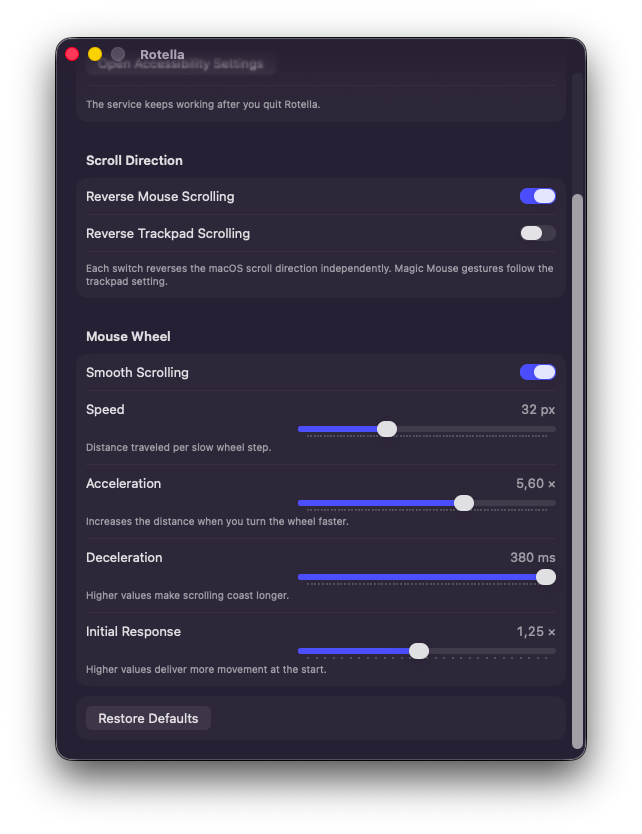 Rotella
Open Accessibility Settings
The service keeps working after you quit Rotella.
Scroll Direction
Reverse Mouse Scrolling
Reverse Trackpad Scrolling
Each switch reverses the macOS scroll direction independently. Magic Mouse gestures follow the
trackpad setting.
Mouse Wheel
Smooth Scrolling
Speed 32 px
Distance traveled per slow wheel step.
Acceleration 5,60 ×
Increases the distance when you turn the wheel faster.
Deceleration 380 ms
Higher values make scrolling coast longer.
Initial Response 1,25 ×
Higher values deliver more movement at the start.
Restore Defaults